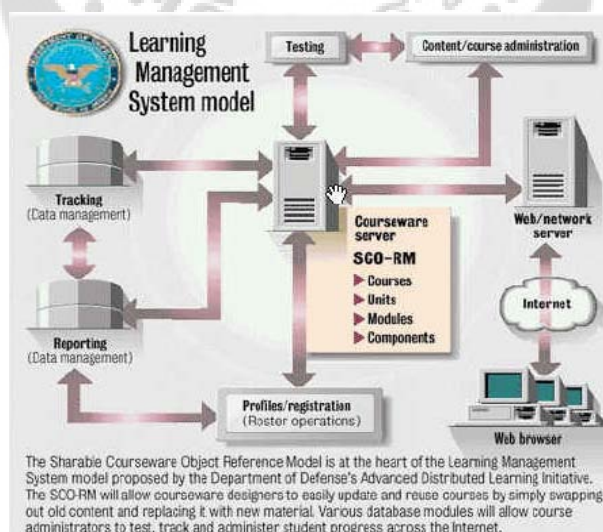 Learning
Management
System model
Testing
Content/course administration
Tracking
(Data management)
Courseware
server
SCO-RM
Courses
Units
Modules
Components
Web/network
server
Internet
Reporting
(Data management)
Profiles/registration
(Roster operations)
Web browser
The Sharable Courseware Object Reference Model is at the heart of the Learning Management
System model proposed by the Department of Defense's Advanced Distributed Learning Initiative.
The SCO-RM will allow courseware designers to easily update and reuse courses by simply swapping
out old content and replacing it with new material. Various database modules will allow course
administrators to test, track and administer student progress across the Internet.